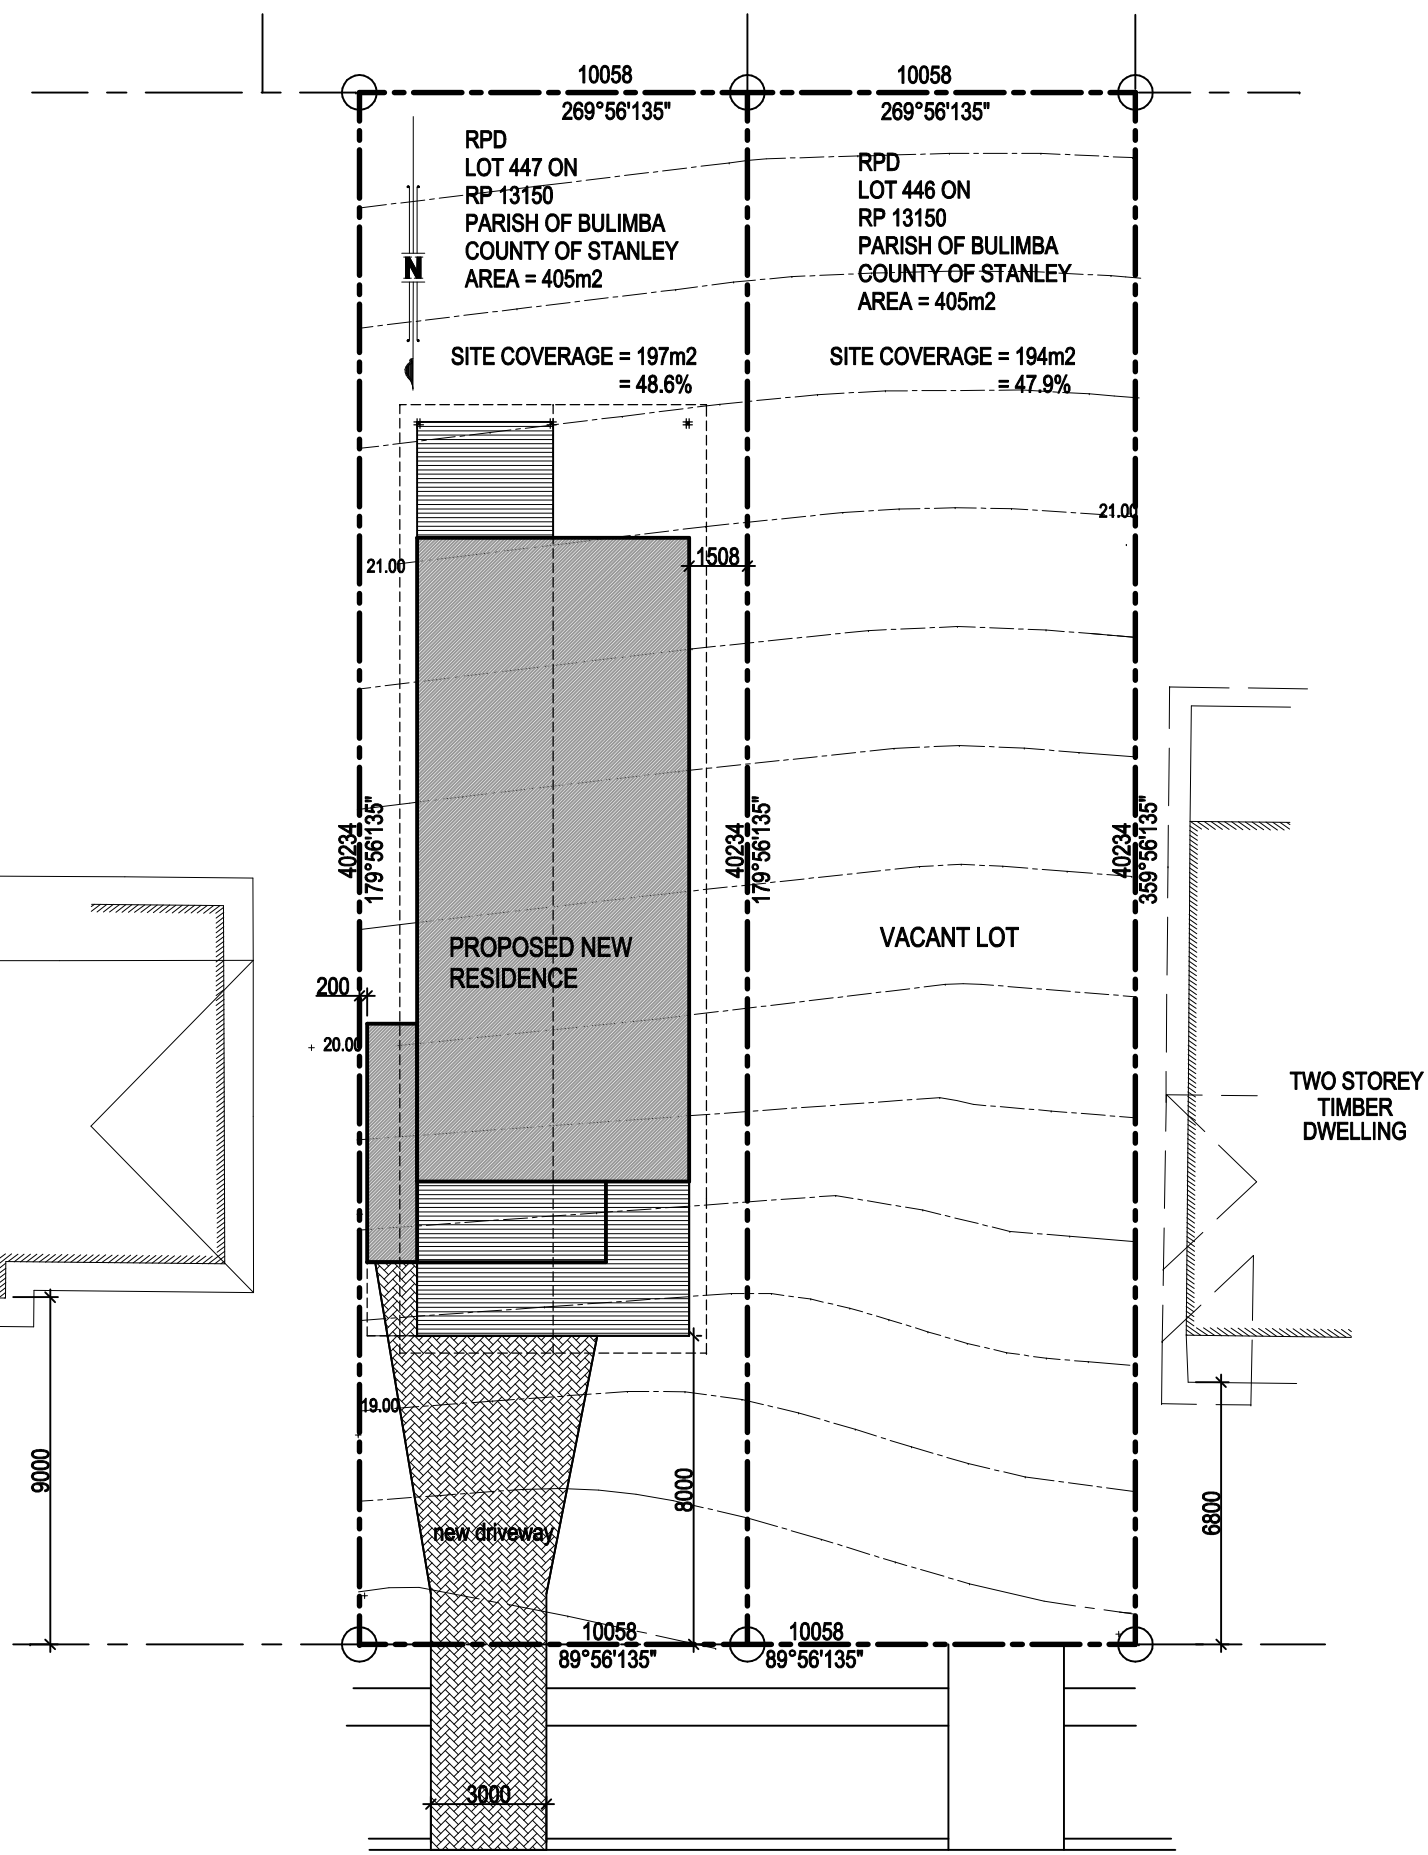 10058
10058
269°56'135"
269°56'135"
RPD
LOT 447 ON
RP 13150
PARISH OF BULIMBA
COUNTY OF STANLEY
AREA = 405m2
RPD
LOT 446 ON
RP 13150
PARISH OF BULIMBA
COUNTY OF STANLEY
AREA = 405m2
N
SITE COVERAGE = 197m2
= 48.6%
SITE COVERAGE = 194m2
= 47.9%
21.00
1508
21.00
40234
179°56'135"
40234
179°56'135"
40234
359°56'135"
PROPOSED NEW
RESIDENCE
VACANT LOT
200
20.00
TWO STOREY
TIMBER
DWELLING
19.00
9000
8000
6800
new driveway
10058
89°56'135"
10058
89°56'135"
3000